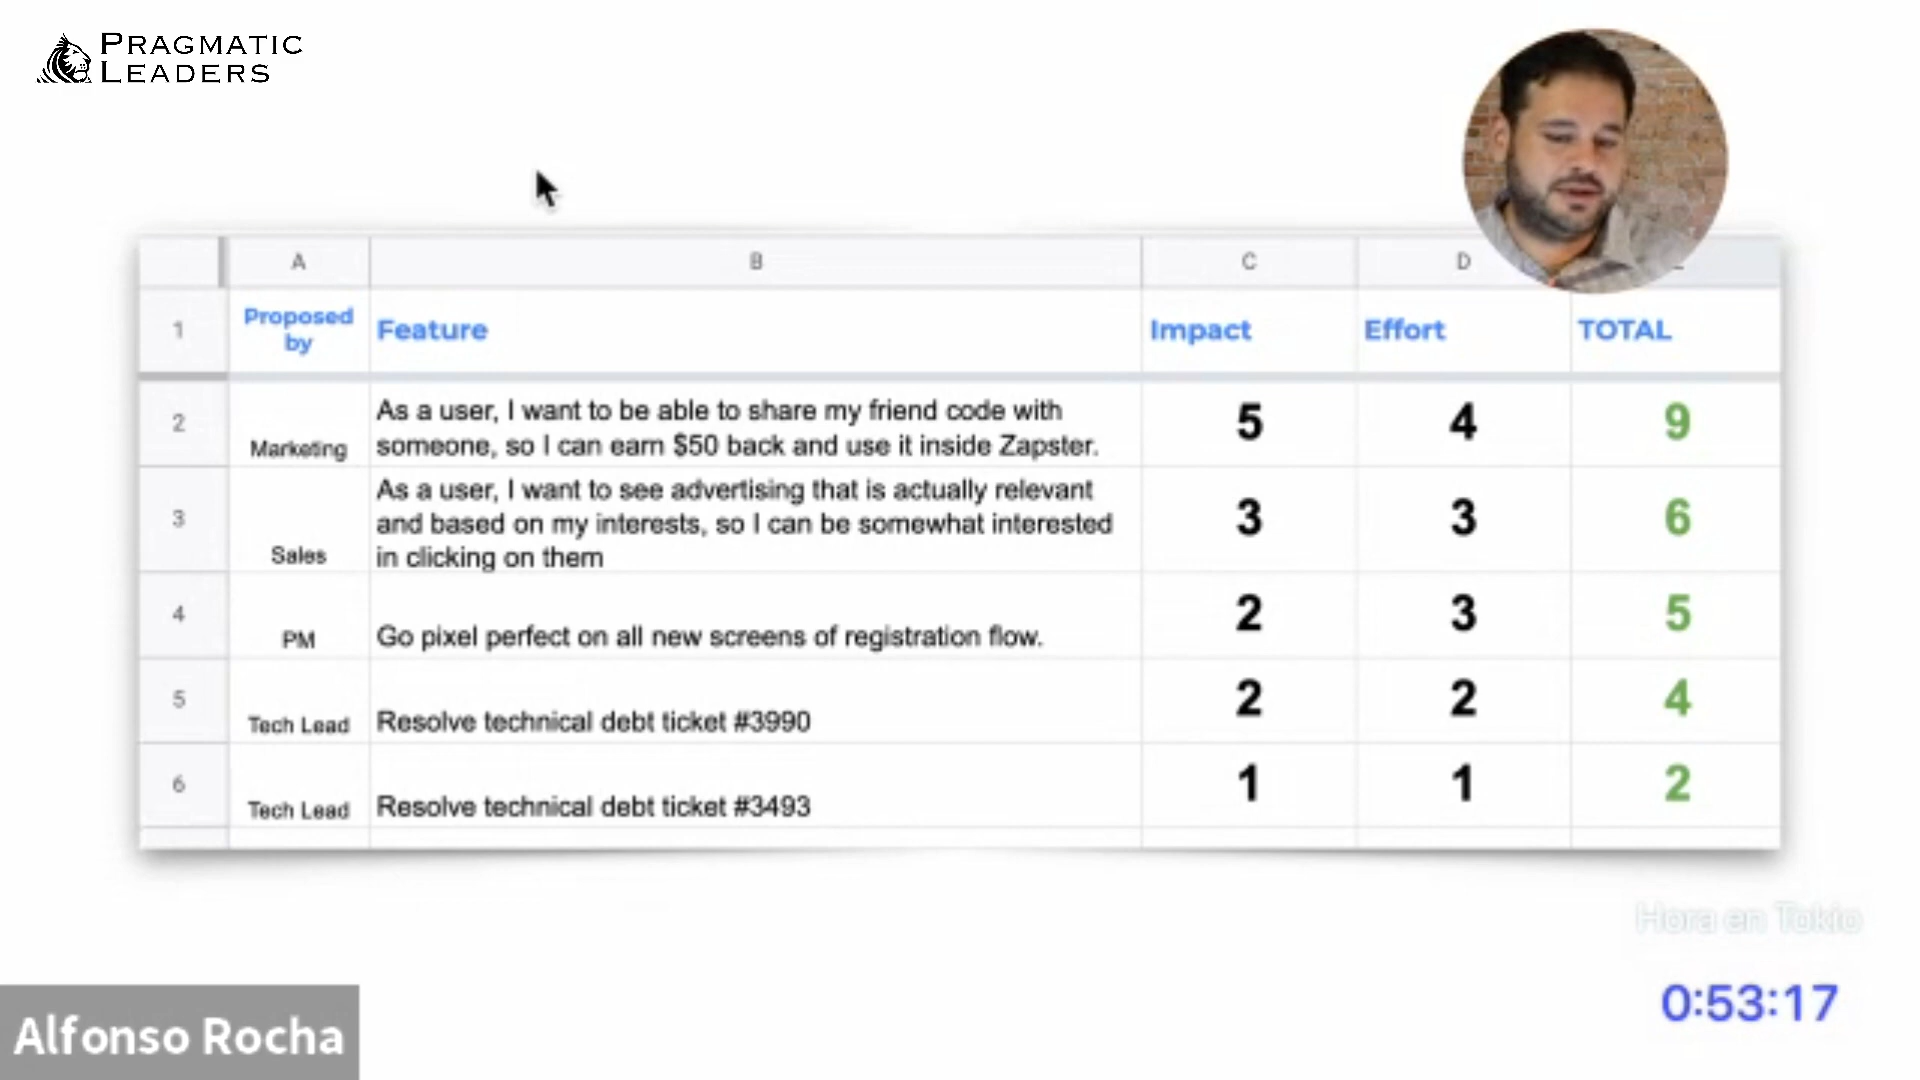 PRAGMATIC
LEADERS
A
B
C
D
1
Proposed
by
Feature
Impact
Effort
TOTAL
2
Marketing
As a user, I want to be able to share my friend code with
someone, so I can earn $50 back and use it inside Zapster.
5
4
9
3
Sales
As a user, I want to see advertising that is actually relevant
and based on my interests, so I can be somewhat interested
in clicking on them
3
3
6
4
PM
Go pixel perfect on all new screens of registration flow.
2
3
5
5
Tech Lead
Resolve technical debt ticket #3990
2
2
4
6
Tech Lead
Resolve technical debt ticket #3493
1
1
2
Hora en Tokio
0:53:17
Alfonso Rocha